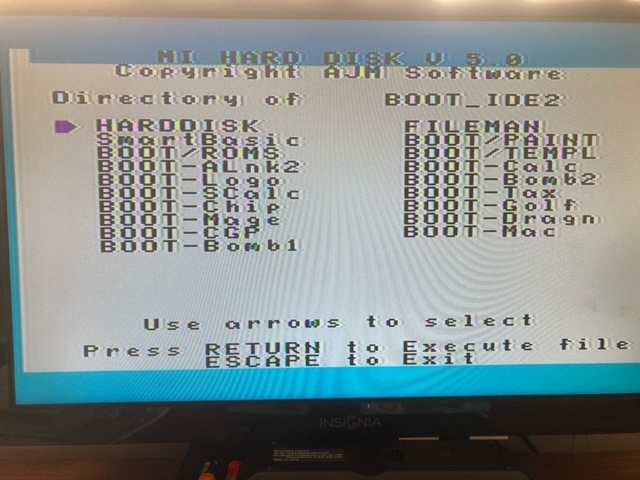 MI HARD DISK V 5.0
Copyright AJM Software
Directory of BOOT_IDE2
HARDDISK FILEMAN
SmartBasic BOOT/PAINT
BOOT/ROMS BOOT/TEMPL
BOOT-ALnk2 BOOT-Calc
BOOT-Logo BOOT-Bomb2
BOOT-SCalc BOOT-Tax
BOOT-Chip BOOT-Golf
BOOT-Mage BOOT-Dragn
BOOT-CGP BOOT-Mac
BOOT-Bomb1
Use arrows to select
Press RETURN to Execute file
ESCAPE to Exit
INSIGNIA